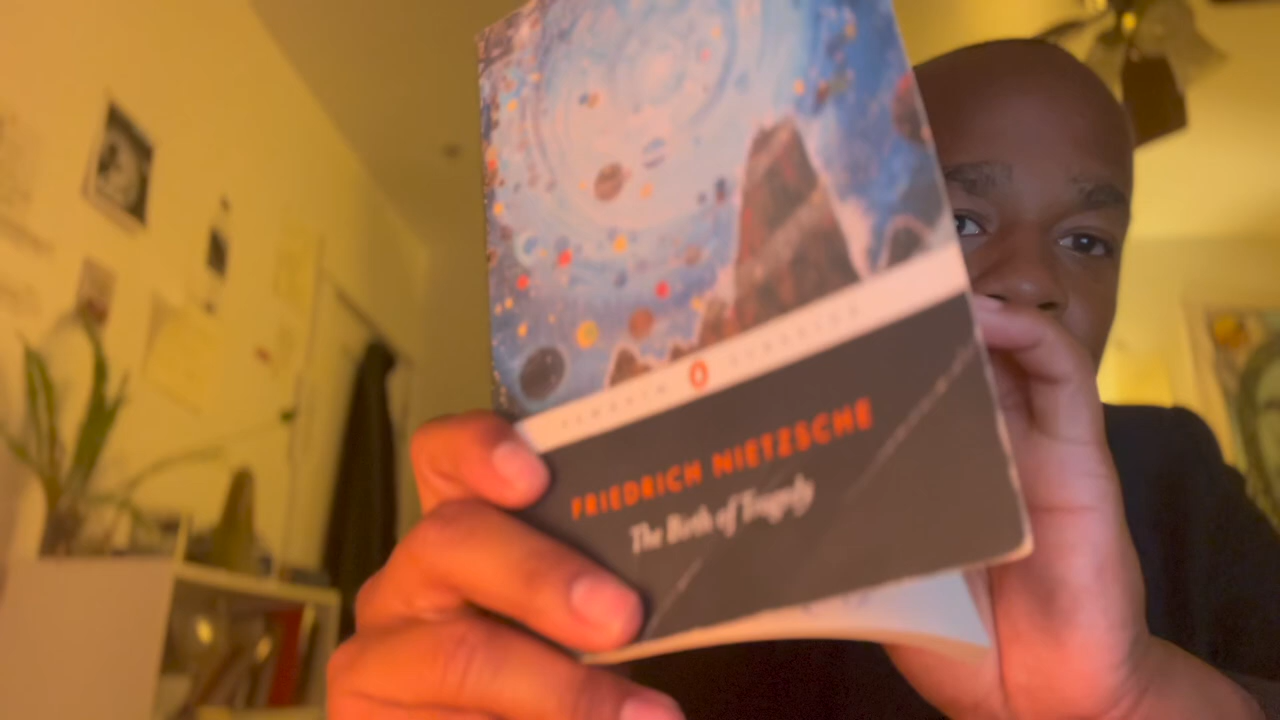 PENGUIN CLASSICS
FRIEDRICH NIETZSCHE
The Birth of Tragedy